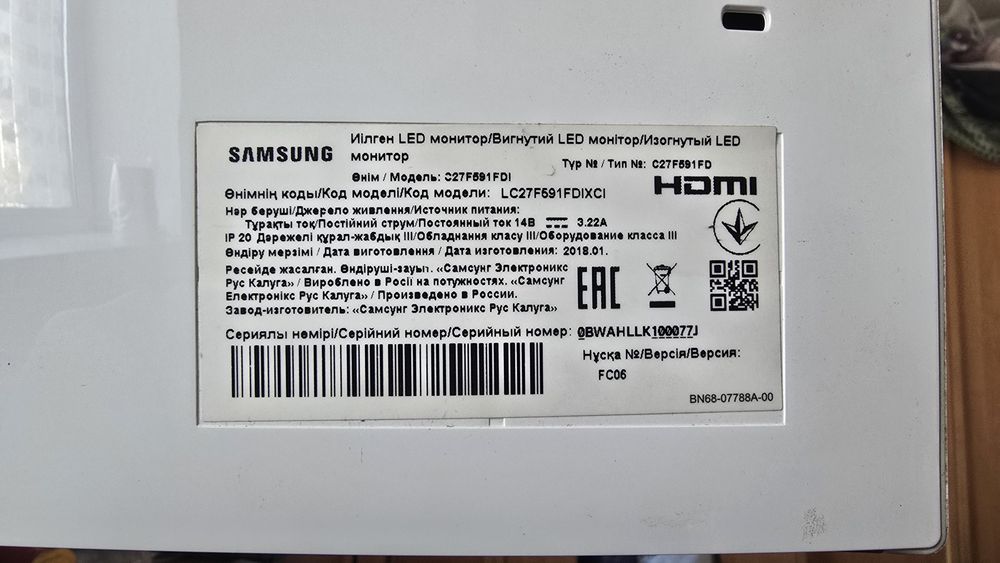 SAMSUNG
Иілген LED монитор/Вигнутий LED монітор/Изогнутый LED
монитор
Түр № / Тип №: C27F591FD
Өнім / Модель: C27F591FDI
HDMI
Өнімнің коды/Код моделі/Код модели: LC27F591FDIXCI
Нәр беруші/Джерело живлення/Источник питания:
Тұрақты тоқ/Постійний струм/Постоянный ток 14В 3.22A
IP 20 Дәрежелі құрал-жабдық III/Обладнання класу III/Оборудование класса III
Өндіру мерзімі / Дата виготовлення / Дата изготовления: 2018.01.
Ресейде жасалған. Өндіруші-зауыт. «Самсунг Электроникс
Рус Калуга» / Вироблено в Росії на потужностях. «Самсунг
Електронікс Рус Калуга» / Произведено в России.
Завод-изготовитель: «Самсунг Электроникс Рус Калуга»
EAC
Сериялы нөмірі/Серійний номер/Серийный номер: 0BWAHLLK100077J
Нұсқа №/Версія/Версия:
FC06
BN68-07788A-00